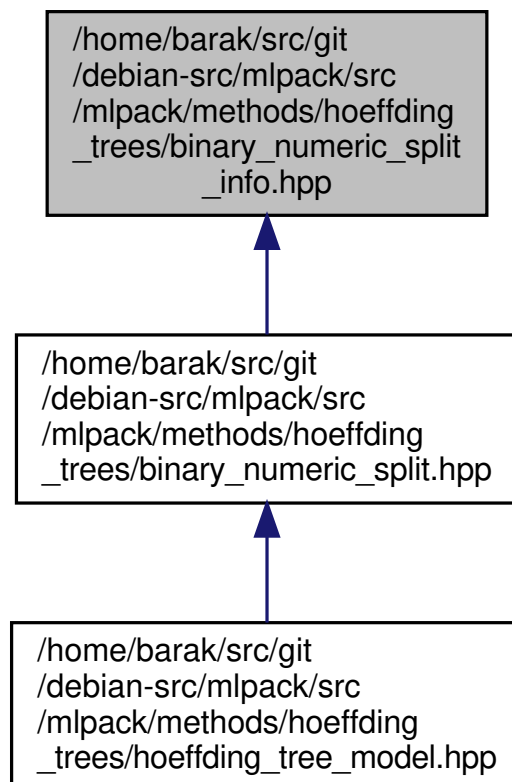 /home/barak/src/git
/debian-src/mlpack/src
/mlpack/methods/hoeffding
_trees/binary_numeric_split
_info.hpp
/home/barak/src/git
/debian-src/mlpack/src
/mlpack/methods/hoeffding
_trees/binary_numeric_split.hpp
/home/barak/src/git
/debian-src/mlpack/src
/mlpack/methods/hoeffding
_trees/hoeffding_tree_model.hpp